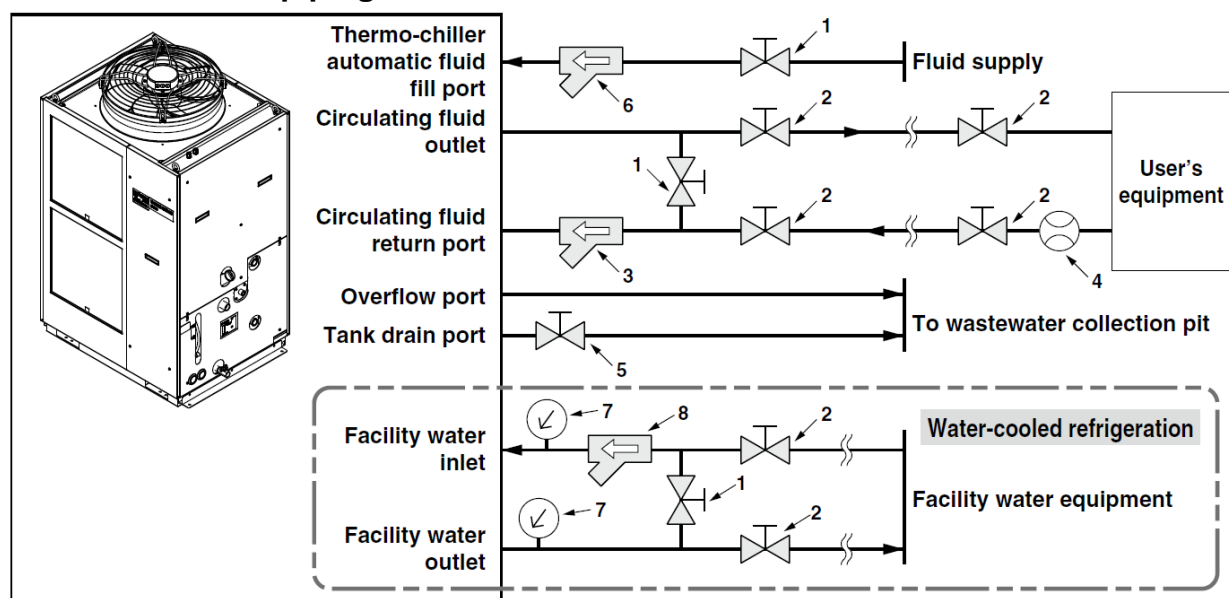 Thermo-chiller
automatic fluid
fill port
6
1
Fluid supply
Circulating fluid
outlet
2
2
1
User's
equipment
Circulating fluid
return port
3
2
2
4
Overflow port
Tank drain port
5
To wastewater collection pit
Facility water
inlet
7
8
2
Water-cooled refrigeration
1
Facility water equipment
7
2
Facility water
outlet